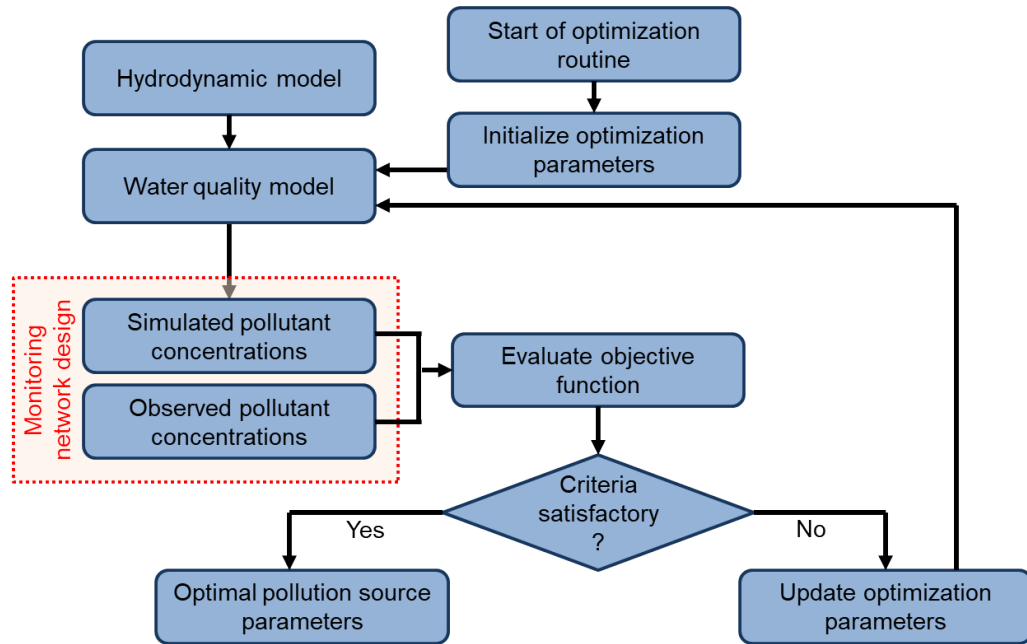 Start of optimization
routine
Hydrodynamic model
Initialize optimization
parameters
Water quality model
Monitoring
network design
Simulated pollutant
concentrations
Observed pollutant
concentrations
Evaluate objective
function
Criteria
satisfactory
?
Yes
No
Optimal pollution source
parameters
Update optimization
parameters